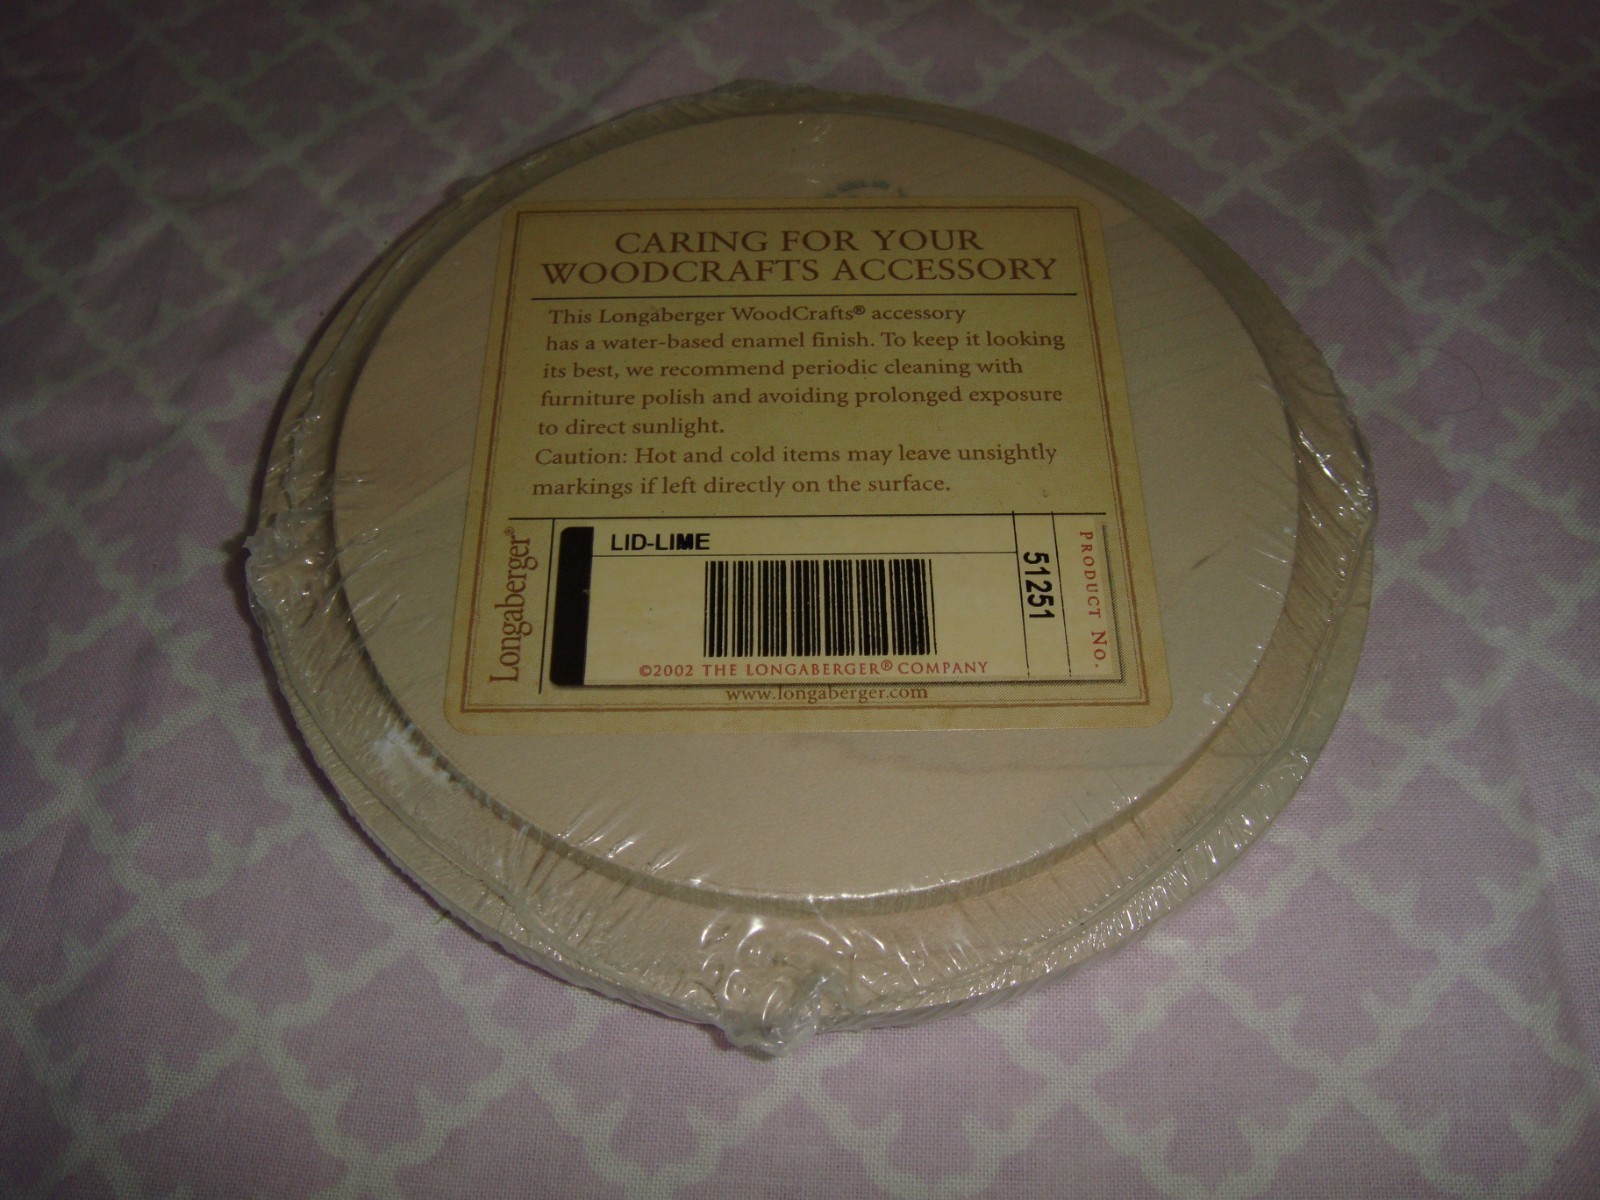 CARING FOR YOUR
WOODCRAFTS ACCESSORY
This Longaberger WoodCrafts® accessory
has a water-based enamel finish. To keep it looking
its best, we recommend periodic cleaning with
furniture polish and avoiding prolonged exposure
to direct sunlight.
Caution: Hot and cold items may leave unsightly
markings if left directly on the surface.
Longaberger®
LID-LIME
51251
PRODUCT NO.
©2002 THE LONGABERGER® COMPANY
www.longaberger.com